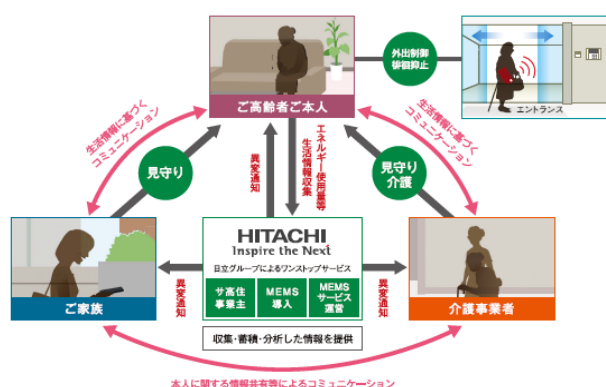 外出制御
徘徊抑止
ご高齢者ご本人
エントランス
生活情報に基づく
コミュニケーション
生活情報に基づく
コミュニケーション
見守り
異変通知
エネルギー使用量等
生活情報収集
見守り
介護
HITACHI
Inspire the Next
日立グループによるワンストップサービス
サ高住
事業主
MEMS
導入
MEMS
サービス
運営
ご家族
異変通知
異変通知
介護事業者
収集・蓄積・分析した情報を提供
本人に関する情報共有等によるコミュニケーション